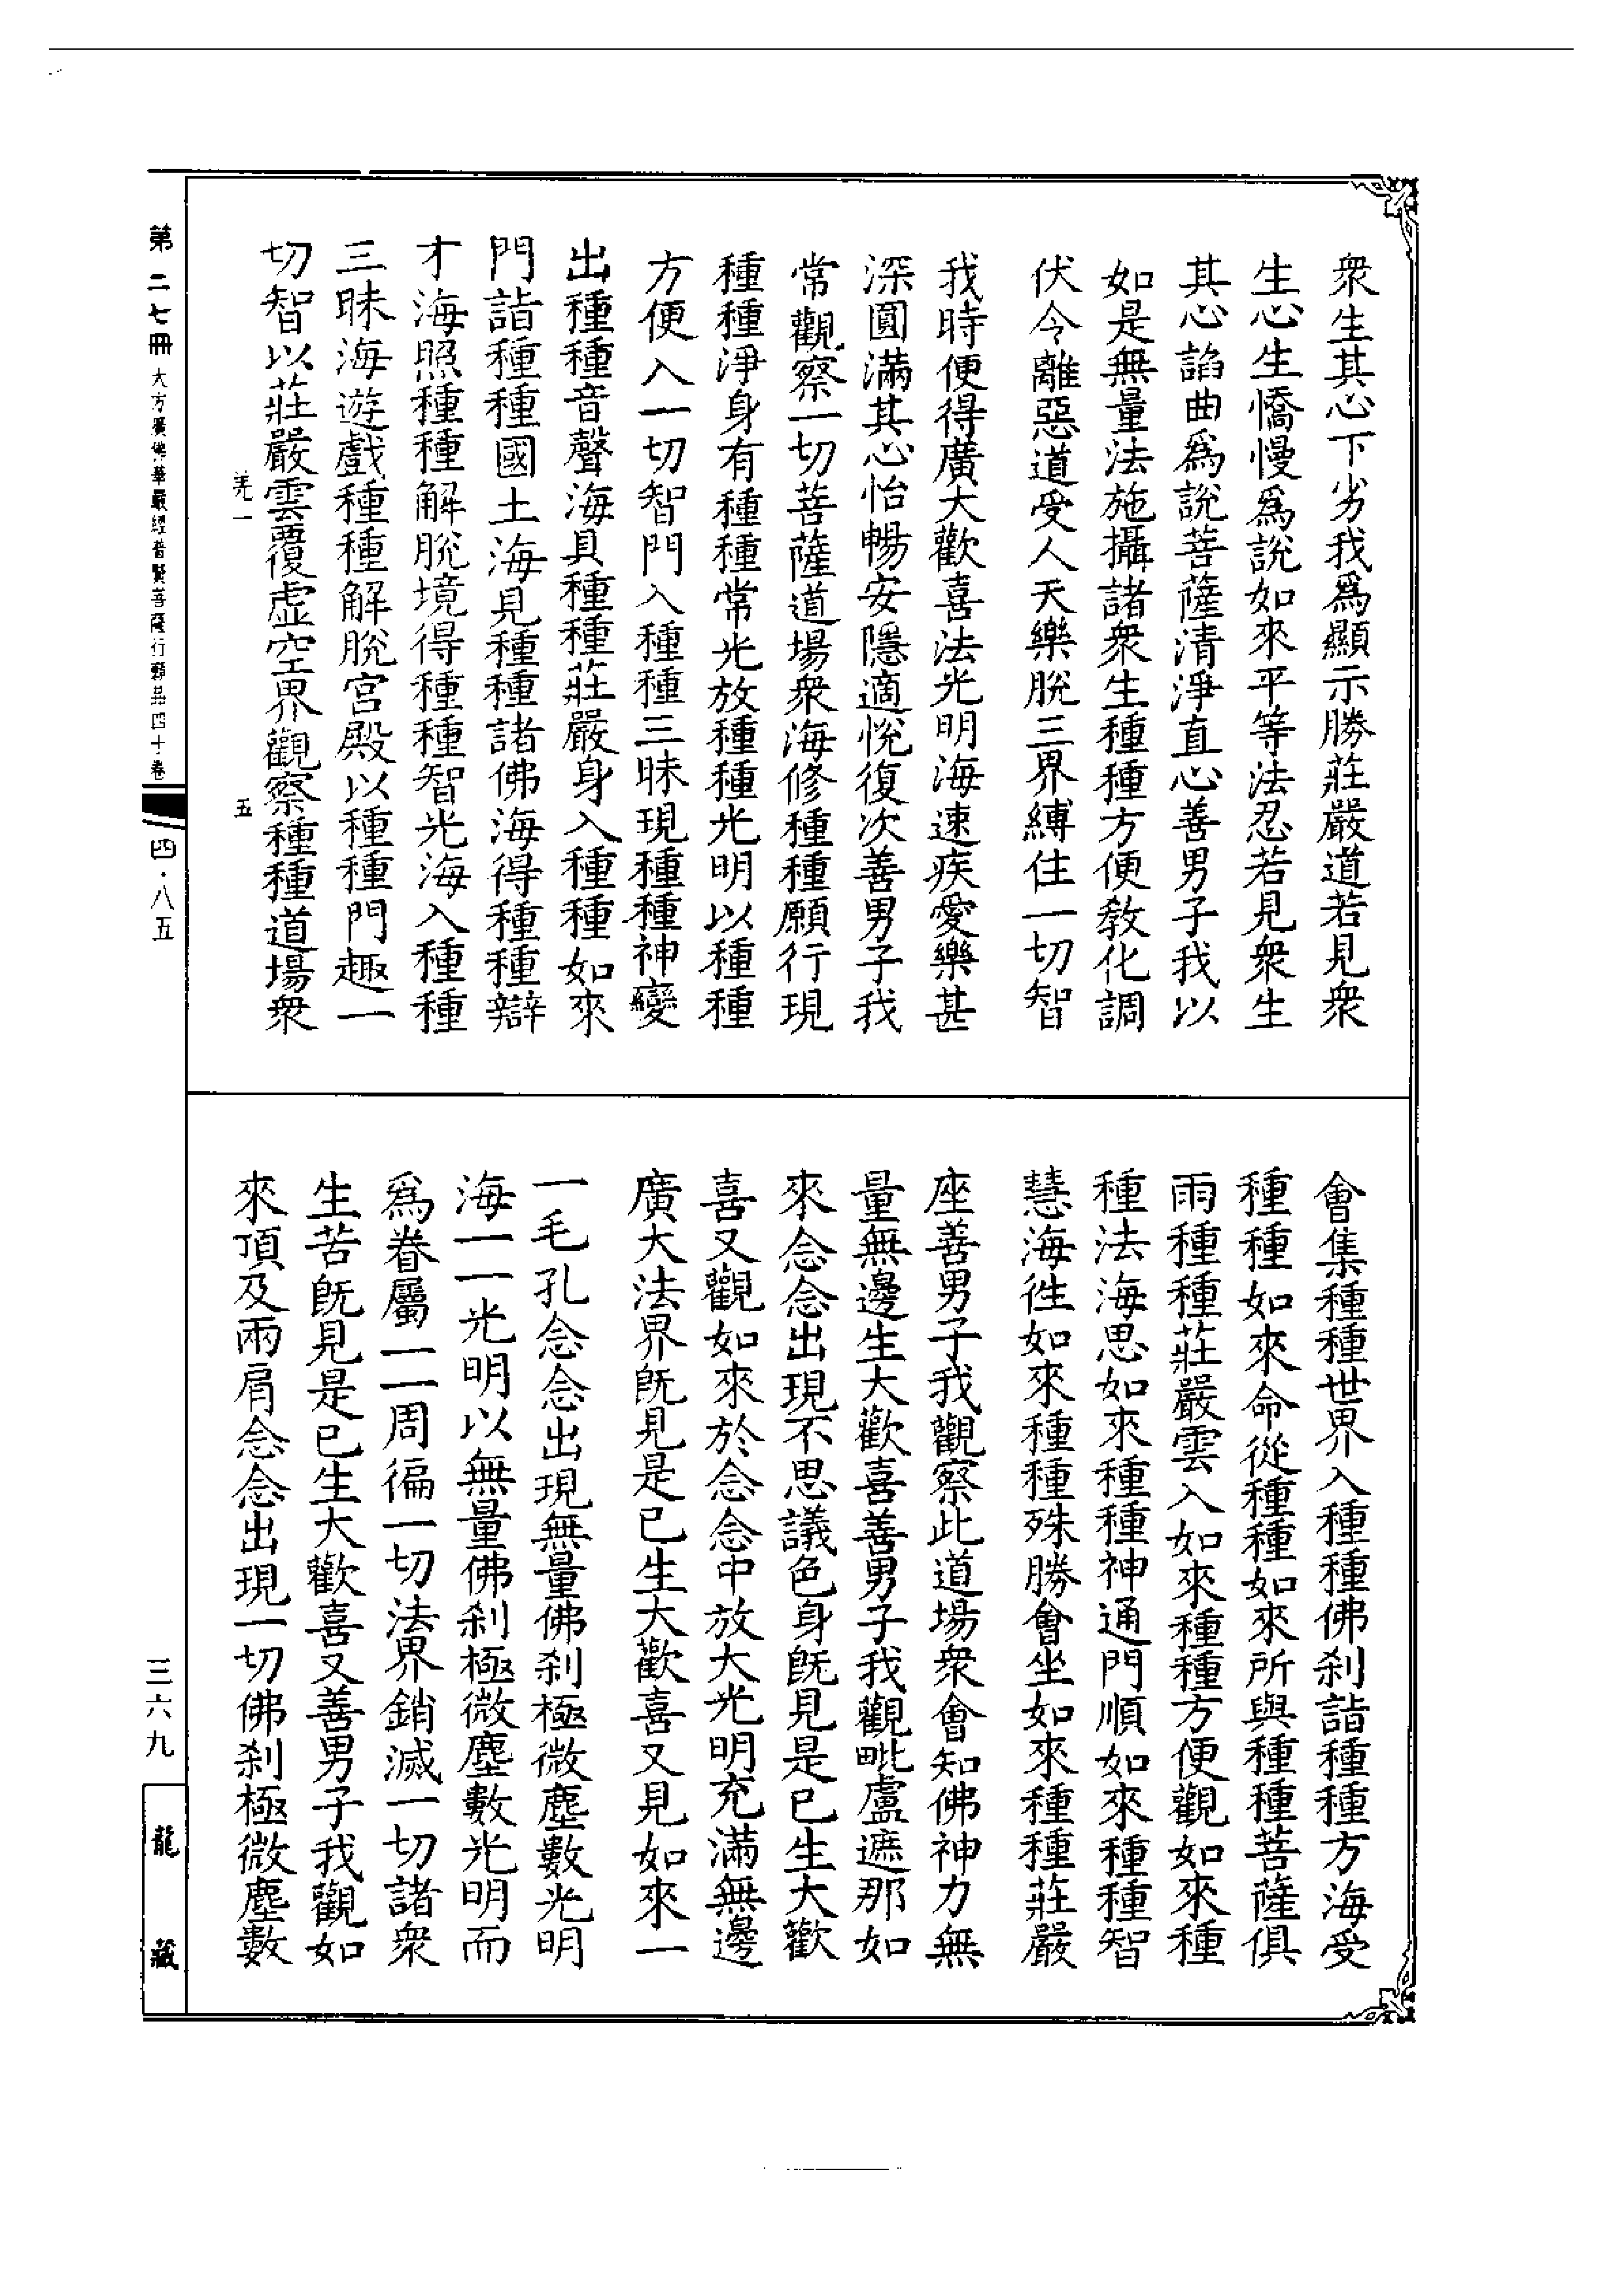 衆生其心下劣我爲顯示勝莊嚴道若見衆
生心生憍慢爲說如來平等法忍若見衆生
其心諂曲爲說菩薩清淨直心善男子我以
如是無量法施攝諸衆生種種方便教化調
伏令離惡道受人天樂脫三界縛住一切智
我時便得廣大歡喜法光明海速疾愛樂甚
深圓滿其心怡暢安隱適悅復次善男子我
常觀察一切菩薩道場衆海修種種願行現
種種淨身有種種常光放種種光明以種種
方便入一切智門入種種三昧現種種神變
出種種音聲海具種種莊嚴身入種種如來
門詣種種國土海見種種諸佛海得種種辯
才海照種種解脫境得種種智光海入種種
三昧海遊戲種種解脫宮殿以種種門趣一
切智以莊嚴雲覆虛空界觀察種種道場衆
羌一 五
會集種種世界入種種佛刹詣種種方海受
種種如來命從種種如來所與種種菩薩俱
雨種種莊嚴雲入如來種種方便觀如來種
種法海思如來種種神通門順如來種種智
慧海徃如來種種殊勝會坐如來種種莊嚴
座善男子我觀察此道場衆會知佛神力無
量無邊生大歡喜善男子我觀毗盧遮那如
來念念出現不思議色身旣見是已生大歡
喜又觀如來於念念中放大光明充滿無邊
廣大法界旣見是已生大歡喜又見如來一
一毛孔念念出現無量佛刹極微塵數光明
海一一光明以無量佛刹極微塵數光明而
爲眷屬一一周徧一切法界銷滅一切諸衆
生苦旣見是已生大歡喜又善男子我觀如
來頂及兩肩念念出現一切佛刹極微塵數
第二七冊 大方廣佛華嚴經普賢菩薩行願品四十卷 四·八五 三六九 龍藏